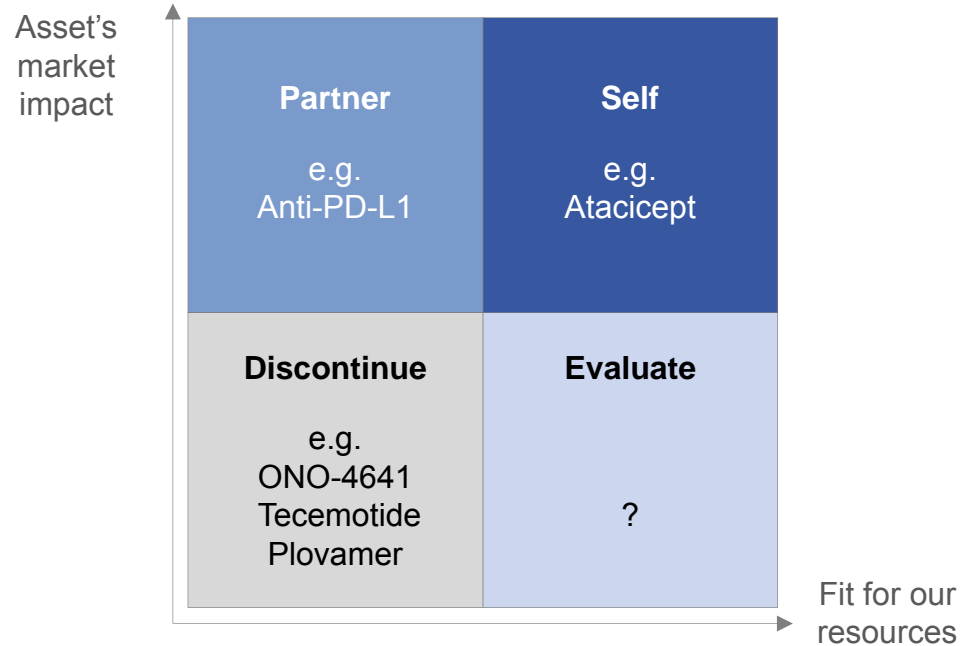 Asset’s
market
impact
Partner
e.g.
Anti-PD-L1
Self
e.g.
Atacicept
Discontinue
e.g.
ONO-4641
Tecemotide
Plovamer
Evaluate
?
Fit for our
resources